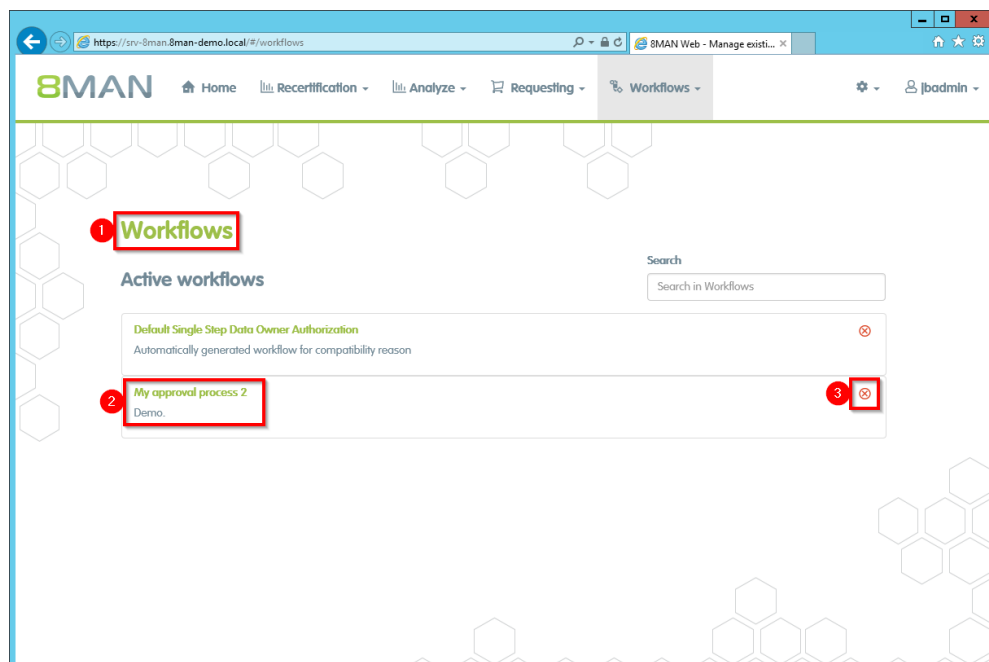 https://srv-8man.8man-demo.local/#/workflows
8MAN Web - Manage existi...
8MAN
Home
Recertification
Analyze
Requesting
Workflows
jbadmin
1
Workflows
Search
Active workflows
Search in Workflows
Default Single Step Data Owner Authorization
Automatically generated workflow for compatibility reason
2
My approval process 2
3
Demo.